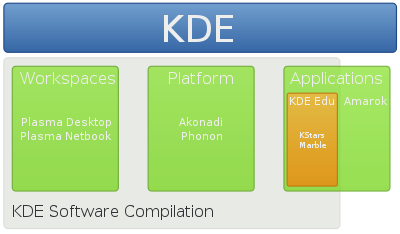 KDE
Workspaces
Plasma Desktop
Plasma Netbook
Platform
Akonadi
Phonon
Applications
KDE Edu
KStars
Marble
Amarok
KDE Software Compilation